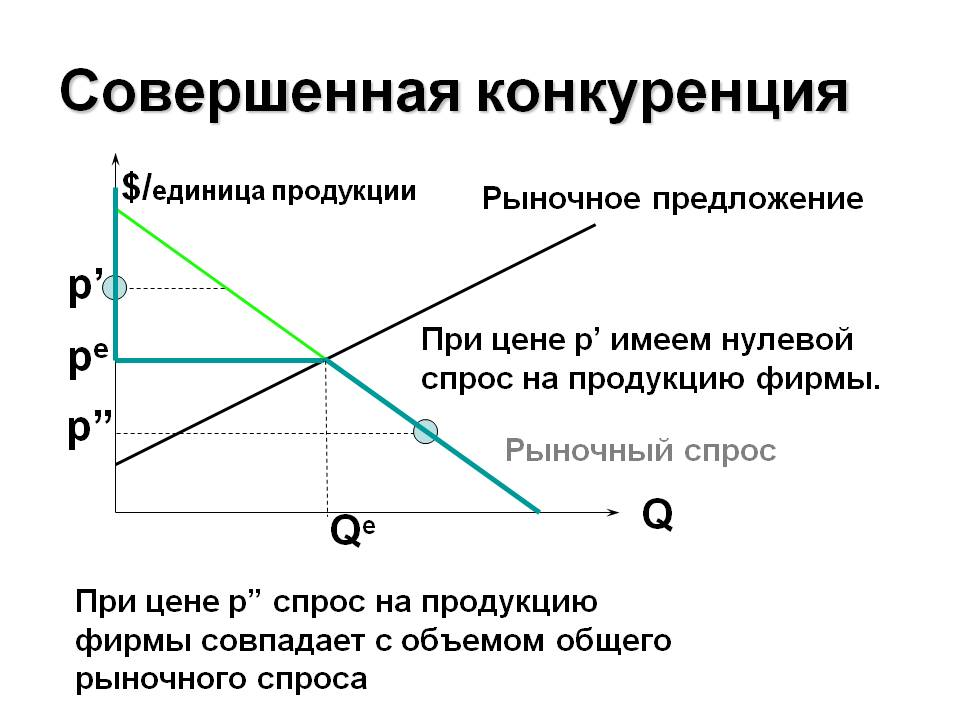 Совершенная конкуренция
$/единица продукции
Рыночное предложение
p’
pe
p”
При цене p’ имеем нулевой
спрос на продукцию фирмы.
Рыночный спрос
Q
Qe
При цене p” спрос на продукцию
фирмы совпадает с объемом общего
рыночного спроса